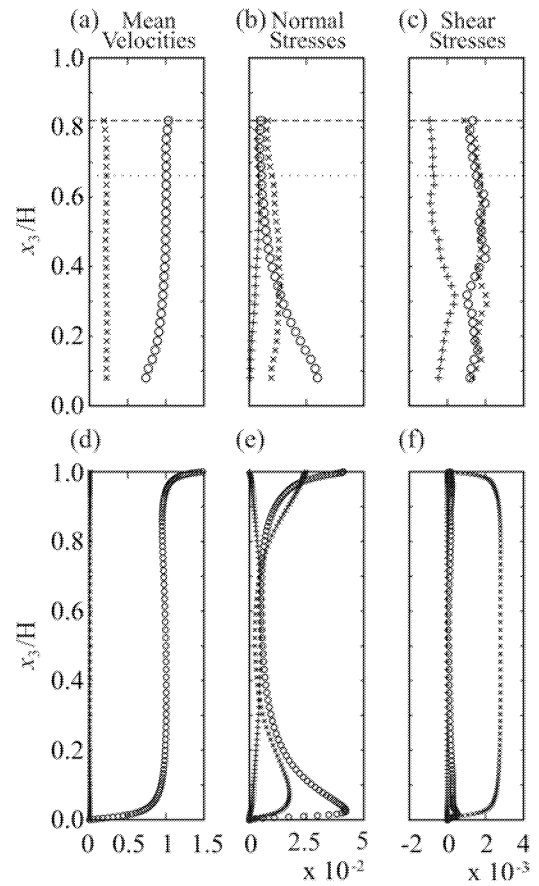 (a) Mean Velocities
(b) Normal Stresses
(c) Shear Stresses
1.0
0.8
0.6
0.4
0.2
0.0
x₃/H
(d)
(e)
(f)
1.0
0.8
0.6
0.4
0.2
0.0
x₃/H
0 0.5 1 1.5
0 2.5 5
x 10⁻²
-2 0 2 4
x 10⁻³